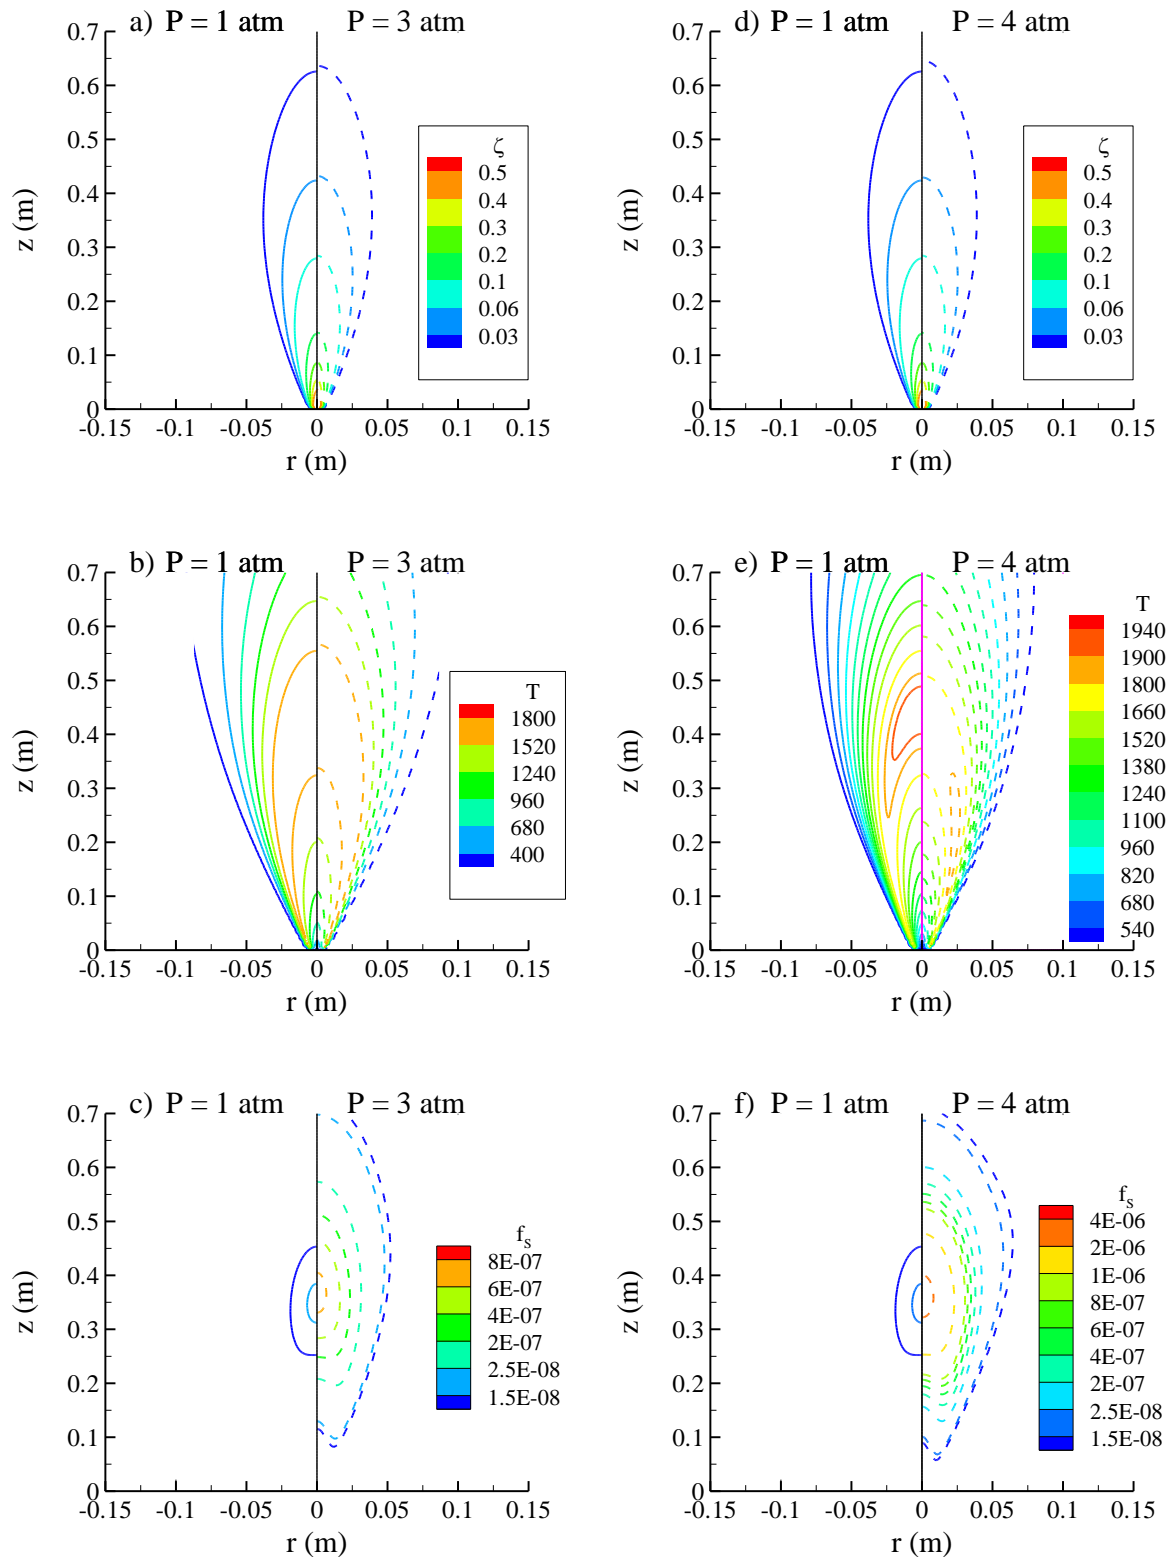 a) P = 1 atm P = 3 atm
0.7
0.6
0.5
0.4
0.3
0.2
0.1
0
z (m)
-0.15 -0.1 -0.05 0 0.05 0.1 0.15
r (m)
ζ
0.5
0.4
0.3
0.2
0.1
0.06
0.03
d) P = 1 atm P = 4 atm
0.7
0.6
0.5
0.4
0.3
0.2
0.1
0
z (m)
-0.15 -0.1 -0.05 0 0.05 0.1 0.15
r (m)
ζ
0.5
0.4
0.3
0.2
0.1
0.06
0.03
b) P = 1 atm P = 3 atm
0.7
0.6
0.5
0.4
0.3
0.2
0.1
0
z (m)
-0.15 -0.1 -0.05 0 0.05 0.1 0.15
r (m)
T
1800
1520
1240
960
680
400
e) P = 1 atm P = 4 atm
0.7
0.6
0.5
0.4
0.3
0.2
0.1
0
z (m)
-0.15 -0.1 -0.05 0 0.05 0.1 0.15
r (m)
T
1940
1900
1800
1660
1520
1380
1240
1100
960
820
680
540
c) P = 1 atm P = 3 atm
0.7
0.6
0.5
0.4
0.3
0.2
0.1
0
z (m)
-0.15 -0.1 -0.05 0 0.05 0.1 0.15
r (m)
fs
8E-07
6E-07
4E-07
2E-07
2.5E-08
1.5E-08
f) P = 1 atm P = 4 atm
0.7
0.6
0.5
0.4
0.3
0.2
0.1
0
z (m)
-0.15 -0.1 -0.05 0 0.05 0.1 0.15
r (m)
fs
4E-06
2E-06
1E-06
8E-07
6E-07
4E-07
2E-07
2.5E-08
1.5E-08